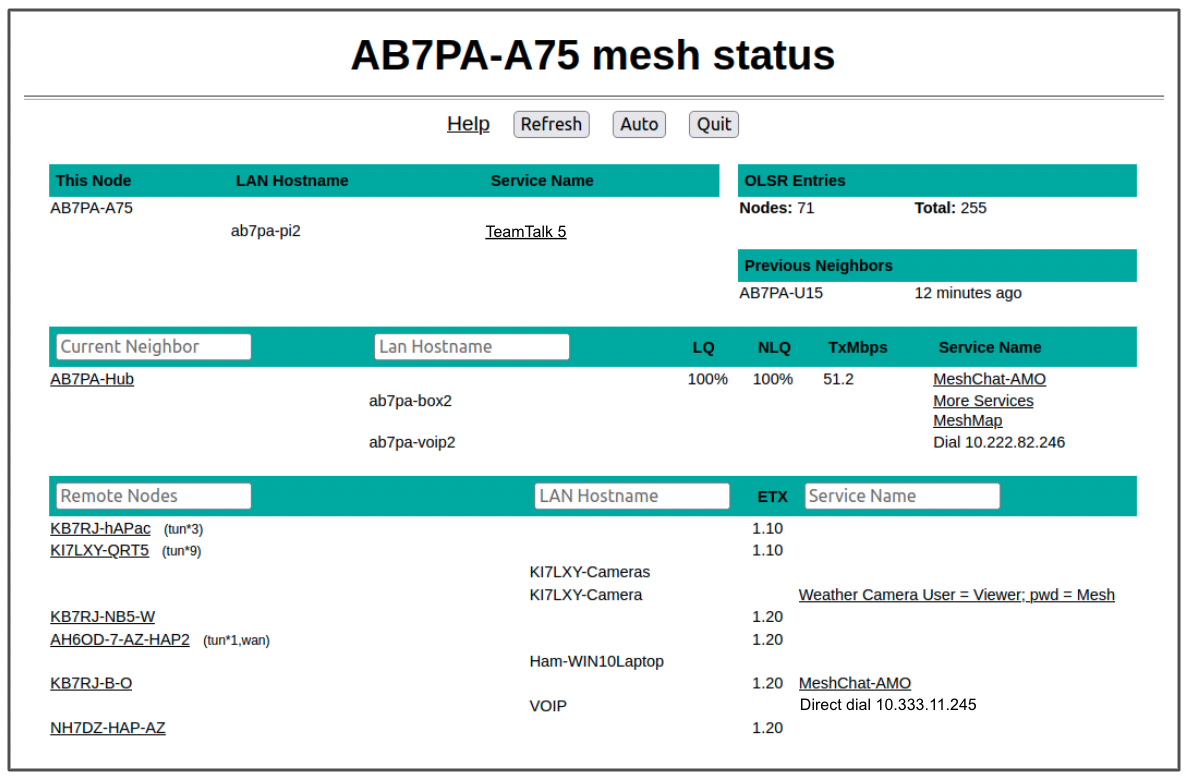 AB7PA-A75 mesh status
Help Refresh Auto Quit
This Node LAN Hostname Service Name
AB7PA-A75
ab7pa-pi2 TeamTalk 5
OLSR Entries
Nodes: 71 Total: 255
Previous Neighbors
AB7PA-U15 12 minutes ago
Current Neighbor Lan Hostname LQ NLQ TxMbps Service Name
AB7PA-Hub 100% 100% 51.2 MeshChat-AMO
ab7pa-box2 More Services
MeshMap
ab7pa-voip2 Dial 10.222.82.246
Remote Nodes LAN Hostname ETX Service Name
KB7RJ-hAPac (tun*3) 1.10
KI7LXY-QRT5 (tun*9) 1.10
KI7LXY-Cameras
KI7LXY-Camera Weather Camera User = Viewer; pwd = Mesh
KB7RJ-NB5-W 1.20
AH6OD-7-AZ-HAP2 (tun*1,wan) 1.20
Ham-WIN10Laptop
KB7RJ-B-O 1.20 MeshChat-AMO
VOIP Direct dial 10.333.11.245
NH7DZ-HAP-AZ 1.20